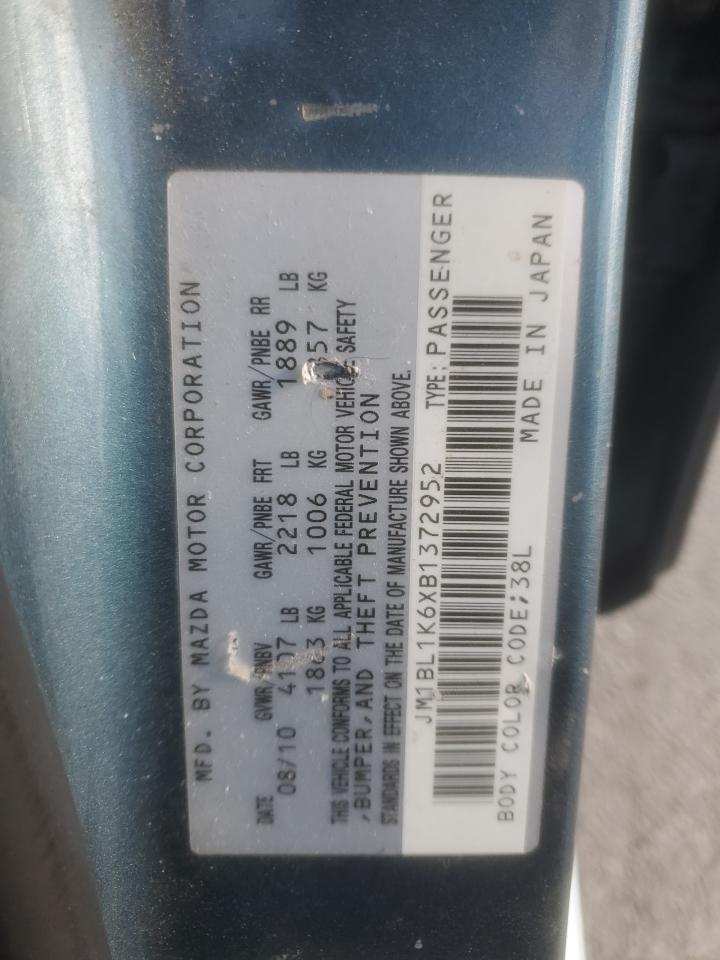 MFD. BY MAZDA MOTOR CORPORATION
DATE GVWR/PNBV GAWR/PNBE FRT GAWR/PNBE RR
08/10 LB 2218 LB 1889 LB
KG 1006 KG KG
THIS VEHICLE CONFORMS TO ALL APPLICABLE FEDERAL MOTOR VEHICLE SAFETY
,BUMPER,AND THEFT PREVENTION
STANDARDS IN EFFECT ON THE DATE OF MANUFACTURE SHOWN ABOVE.
JM1BL1K6XB1372952 TYPE:PASSENGER
BODY COLOR CODE;38L MADE IN JAPAN